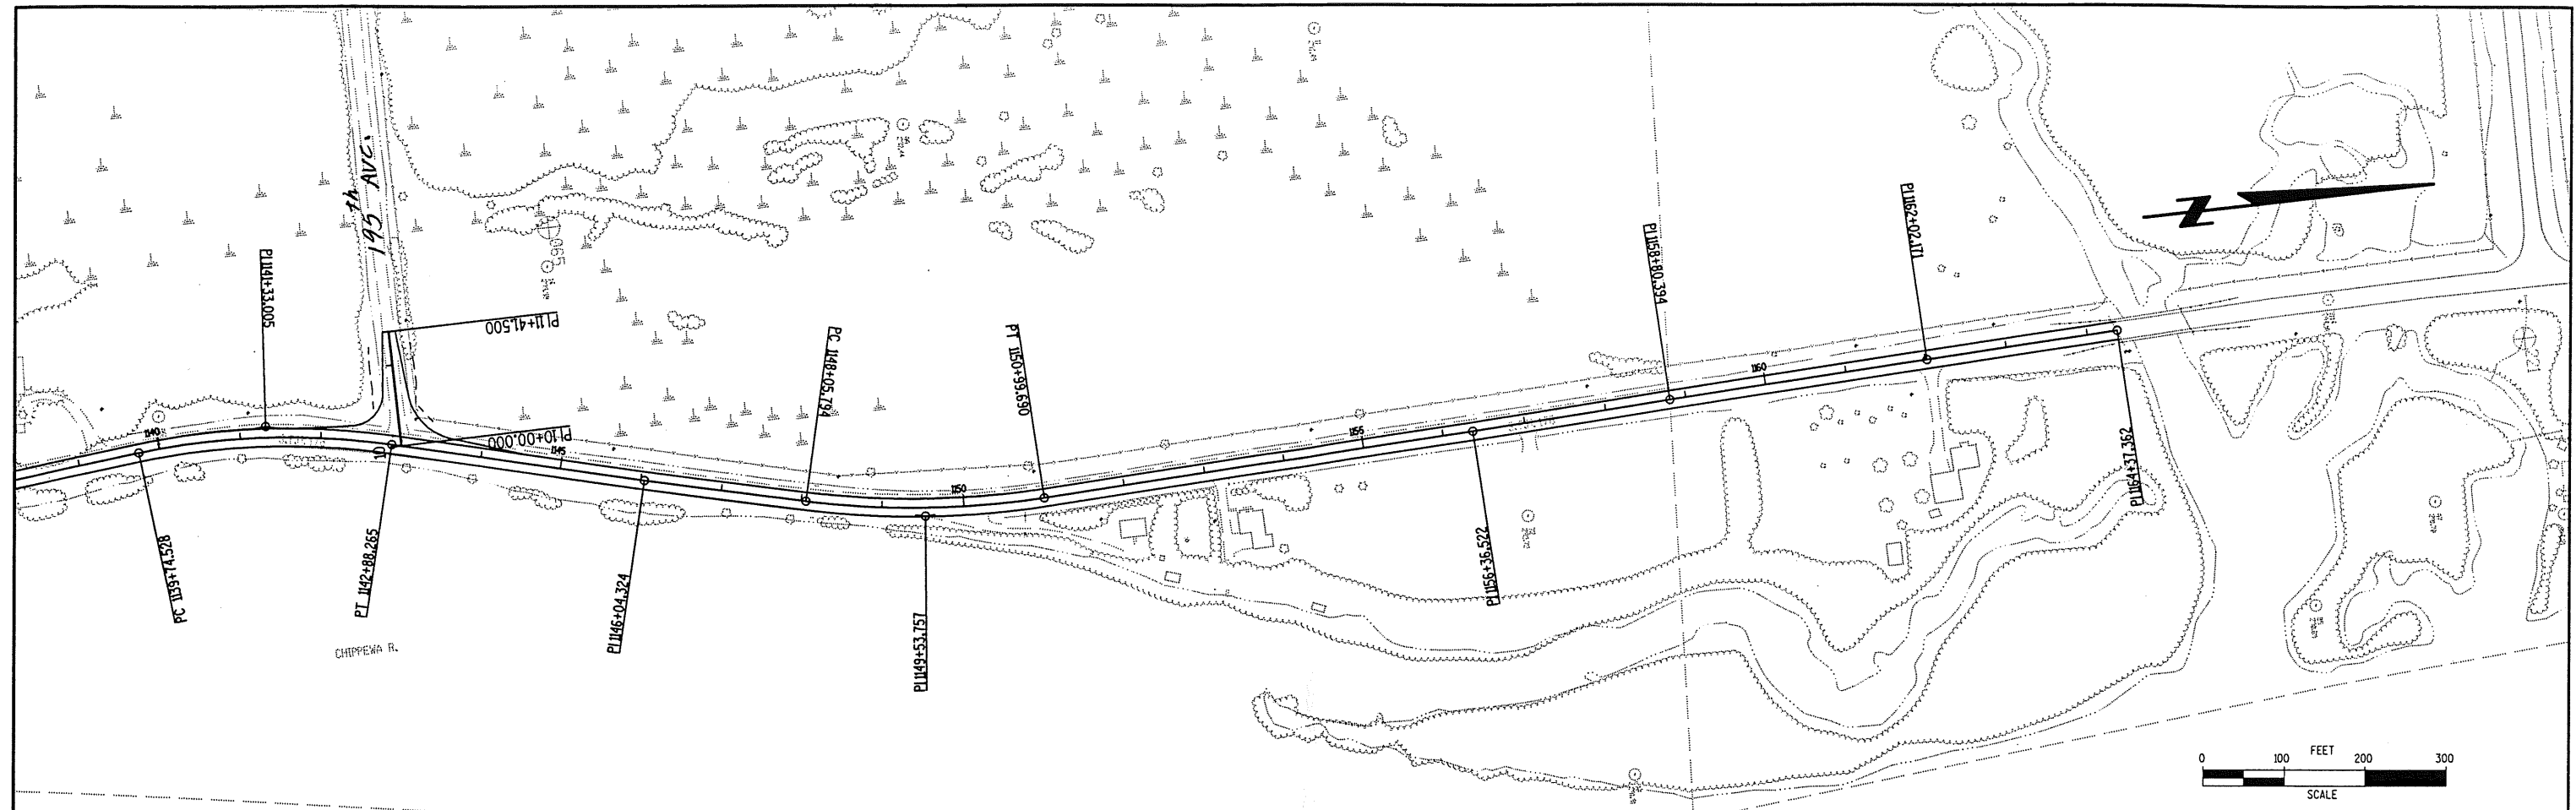 195th AVE.
PI 1141+33.005
PI 11+41.500
PI 10+00.000
PC 1148+05.794
PT 1150+99.690
PI 1158+80.394
PI 1162+02.171
N
1140
10
1145
1150
1155
1160
PC 1139+74.528
PT 1142+88.265
PI 1146+04.324
PI 1149+53.757
PI 1156+36.522
PI 1164+37.362
CHIPPEWA R.
065
22
FEET
0 100 200 300
SCALE